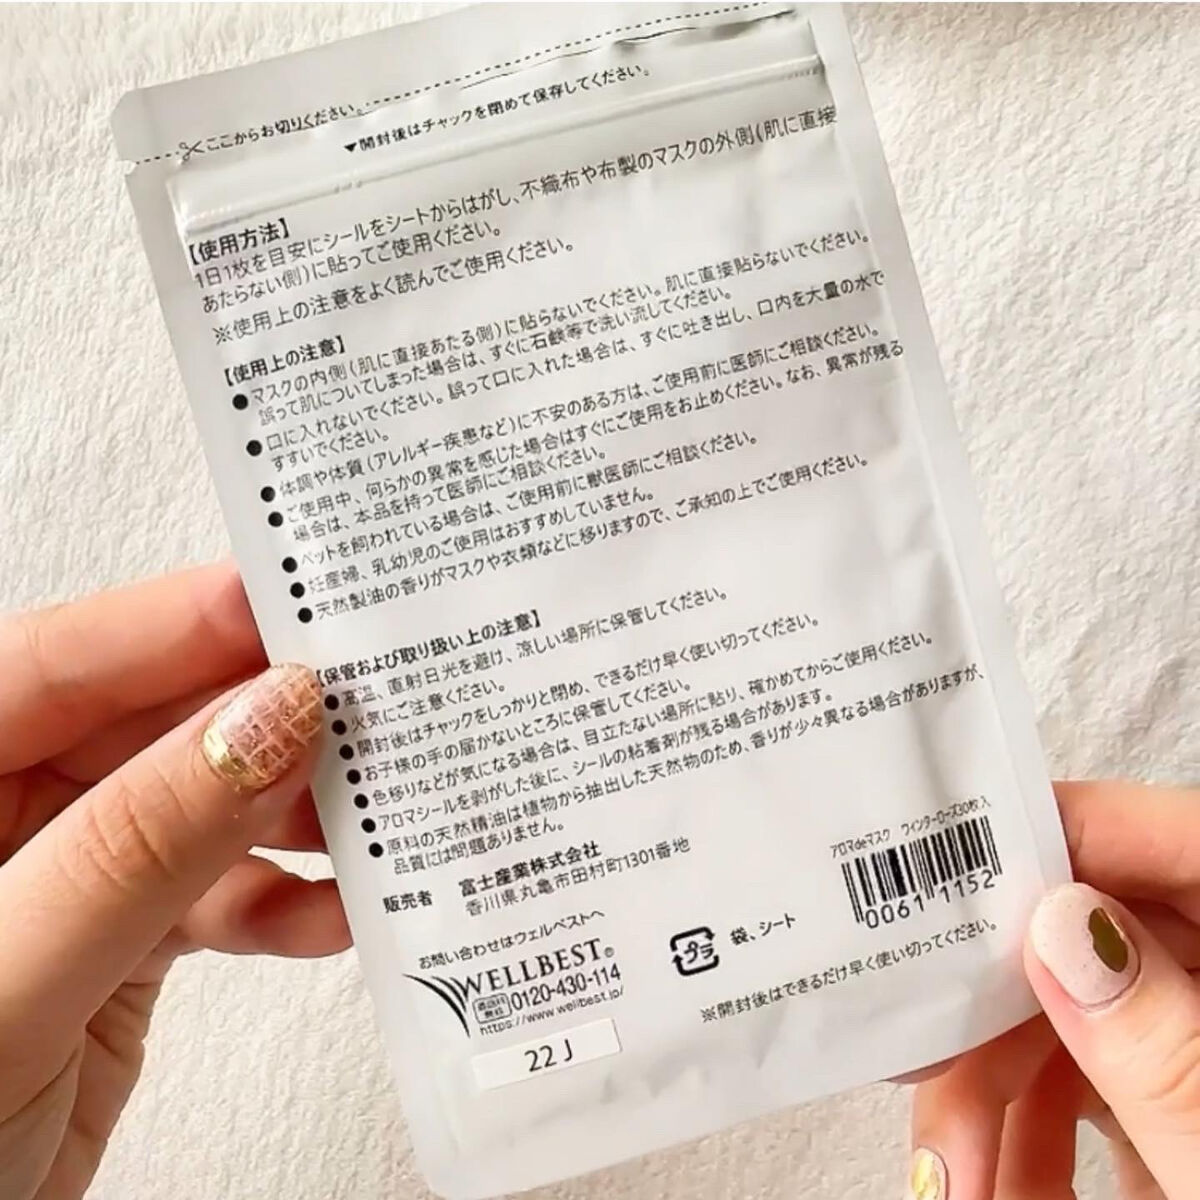 ここからお切りください。
▼開封後はチャックを閉めて保存してください。
【使用方法】
1日1枚を目安にシールをシートからはがし、不織布や布製のマスクの外側(肌に直接
あたらない側)に貼ってご使用ください。
※使用上の注意をよく読んでご使用ください。
【使用上の注意】
●マスクの内側(肌に直接あたる側)に貼らないでください。肌に直接貼らないでください。
誤って肌についてしまった場合は、すぐに石鹸等で洗い流してください。
●口に入れないでください。誤って口に入れた場合は、すぐに吐き出し、口内を大量の水で
すすいでください。
●体調や体質(アレルギー疾患など)に不安のある方は、ご使用前に医師にご相談ください。
●ご使用中、何らかの異常を感じた場合はすぐにご使用をお止めください。なお、異常が残る
場合は、本品を持って医師にご相談ください。
●ペットを飼われている場合は、ご使用前に獣医師にご相談ください。
●妊産婦、乳幼児のご使用はおすすめしていません。
●天然製油の香りがマスクや衣類などに移りますので、ご承知の上でご使用ください。
【保管および取り扱い上の注意】
●高温、直射日光を避け、涼しい場所に保管してください。
●火気にご注意ください。
●開封後はチャックをしっかりと閉め、できるだけ早く使い切ってください。
●お子様の手の届かないところに保管してください。
●色移りなどが気になる場合は、目立たない場所に貼り、確かめてからご使用ください。
●アロマシールを剥がした後に、シールの粘着剤が残る場合があります。
●原料の天然精油は植物から抽出した天然物のため、香りが少々異なる場合がありますが、
品質には問題ありません。
販売者 富士産業株式会社
香川県丸亀市田村町1301番地
アロマdeマスク ウインターローズ30枚入
0061 1152
お問い合わせはウェルベストへ
WELLBEST®
通話料
無料 0120-430-114
https://www.wellbest.jp/
プラ 袋、シート
※開封後はできるだけ早く使い切ってください。
22J